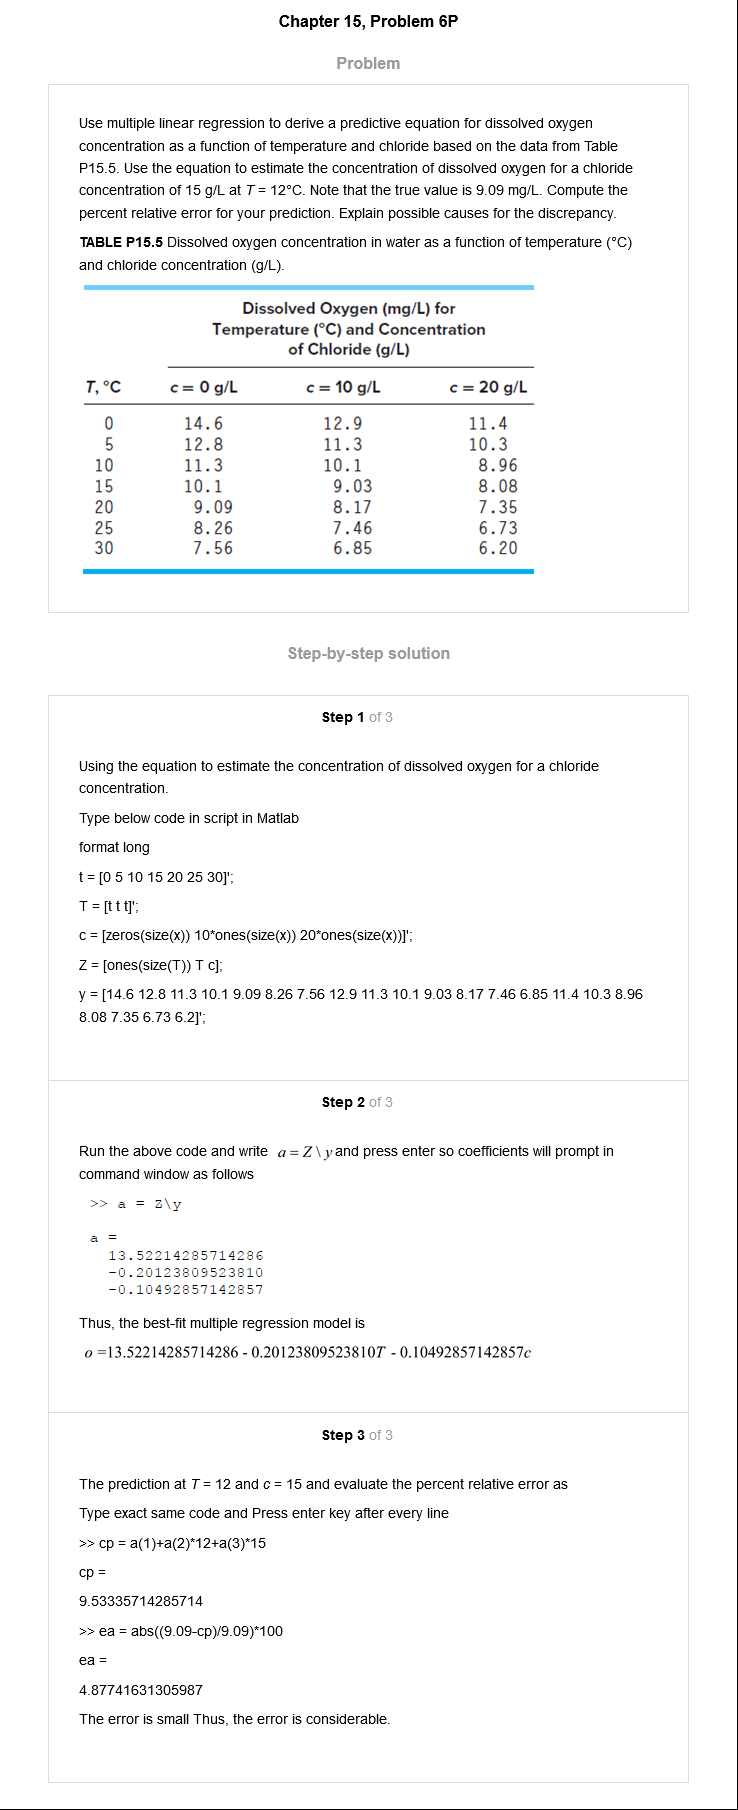 Chapter 15, Problem 6P
Problem
Use multiple linear regression to derive a predictive equation for dissolved oxygen
concentration as a function of temperature and chloride based on the data from Table
P15.5. Use the equation to estimate the concentration of dissolved oxygen for a chloride
concentration of 15 g/L at T = 12°C. Note that the true value is 9.09 mg/L. Compute the
percent relative error for your prediction. Explain possible causes for the discrepancy.
TABLE P15.5 Dissolved oxygen concentration in water as a function of temperature (°C)
and chloride concentration (g/L).
Dissolved Oxygen (mg/L) for
Temperature (°C) and Concentration
of Chloride (g/L)
T, °C c = 0 g/L c = 10 g/L c = 20 g/L
0 14.6 12.9 11.4
5 12.8 11.3 10.3
10 11.3 10.1 8.96
15 10.1 9.03 8.08
20 9.09 8.17 7.35
25 8.26 7.46 6.73
30 7.56 6.85 6.20
Step-by-step solution
Step 1 of 3
Using the equation to estimate the concentration of dissolved oxygen for a chloride
concentration.
Type below code in script in Matlab
format long
t = [0 5 10 15 20 25 30]';
T = [t t t]';
c = [zeros(size(x)) 10*ones(size(x)) 20*ones(size(x))]';
Z = [ones(size(T)) T c];
y = [14.6 12.8 11.3 10.1 9.09 8.26 7.56 12.9 11.3 10.1 9.03 8.17 7.46 6.85 11.4 10.3 8.96
8.08 7.35 6.73 6.2]';
Step 2 of 3
Run the above code and write a = Z \ y and press enter so coefficients will prompt in
command window as follows
>> a = Z\y
a =
13.52214285714286
-0.20123809523810
-0.10492857142857
Thus, the best-fit multiple regression model is
o =13.52214285714286 - 0.20123809523810T - 0.10492857142857c
Step 3 of 3
The prediction at T = 12 and c = 15 and evaluate the percent relative error as
Type exact same code and Press enter key after every line
>> cp = a(1)+a(2)*12+a(3)*15
cp =
9.53335714285714
>> ea = abs((9.09-cp)/9.09)*100
ea =
4.87741631305987
The error is small Thus, the error is considerable.